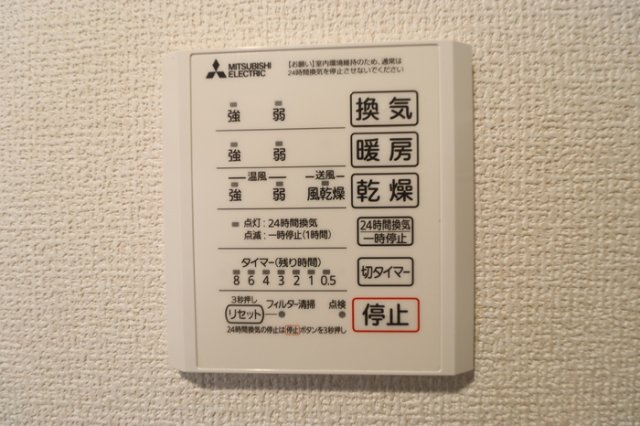 MITSUBISHI
ELECTRIC
【お願い】室内環境維持のため、通常は
24時間換気を停止させないでください
強 弱 換気
強 弱 暖房
温風 送風
強 弱 風乾燥 乾燥
点灯:24時間換気
点滅:一時停止(1時間)
24時間換気
一時停止
タイマー(残り時間)
8 6 4 3 2 1 0.5
切タイマー
3秒押し
リセット フィルター清掃 点検
停止
24時間換気の停止は停止ボタンを3秒押し